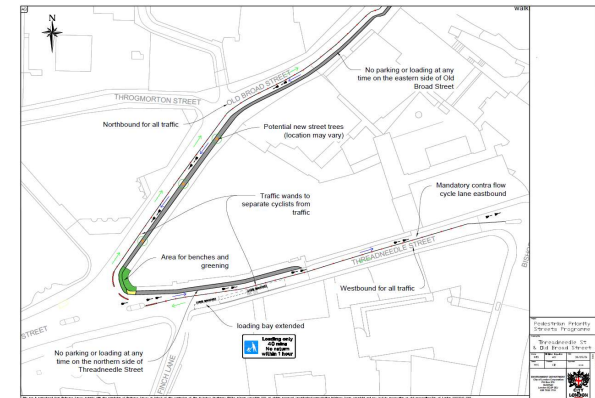 walk
N
No parking or loading at any
time on the eastern side of Old
Broad Street
OLD BROAD STREET
THROGMORTON STREET
Northbound for all traffic
Potential new street trees
(location may vary)
Traffic wands to
separate cyclists from
traffic
Mandatory contra flow
cycle lane eastbound
Area for benches and
greening
THREADNEEDLE STREET
Westbound for all traffic
STREET
loading bay extended
Loading only
40 mins
No return
within 1 hour
No parking or loading at any
time on the northern side of
Threadneedle Street
FINCH LANE
Pedestrian Priority
Streets Programme
Threadneedle St
& Old Broad Street
CITY
LONDON